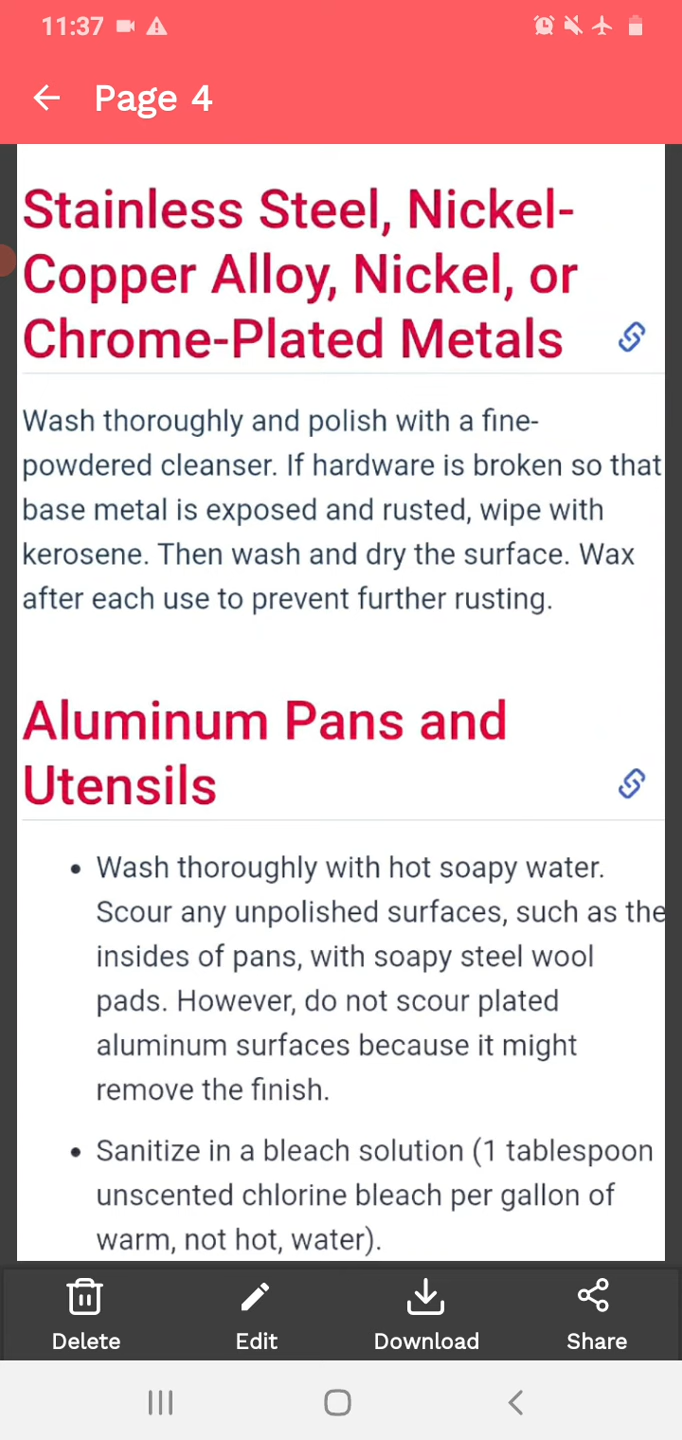 11:37
Page 4
Stainless Steel, Nickel-
Copper Alloy, Nickel, or
Chrome-Plated Metals
Wash thoroughly and polish with a fine-
powdered cleanser. If hardware is broken so that
base metal is exposed and rusted, wipe with
kerosene. Then wash and dry the surface. Wax
after each use to prevent further rusting.
Aluminum Pans and
Utensils
• Wash thoroughly with hot soapy water.
Scour any unpolished surfaces, such as the
insides of pans, with soapy steel wool
pads. However, do not scour plated
aluminum surfaces because it might
remove the finish.
• Sanitize in a bleach solution (1 tablespoon
unscented chlorine bleach per gallon of
warm, not hot, water).
Delete Edit Download Share